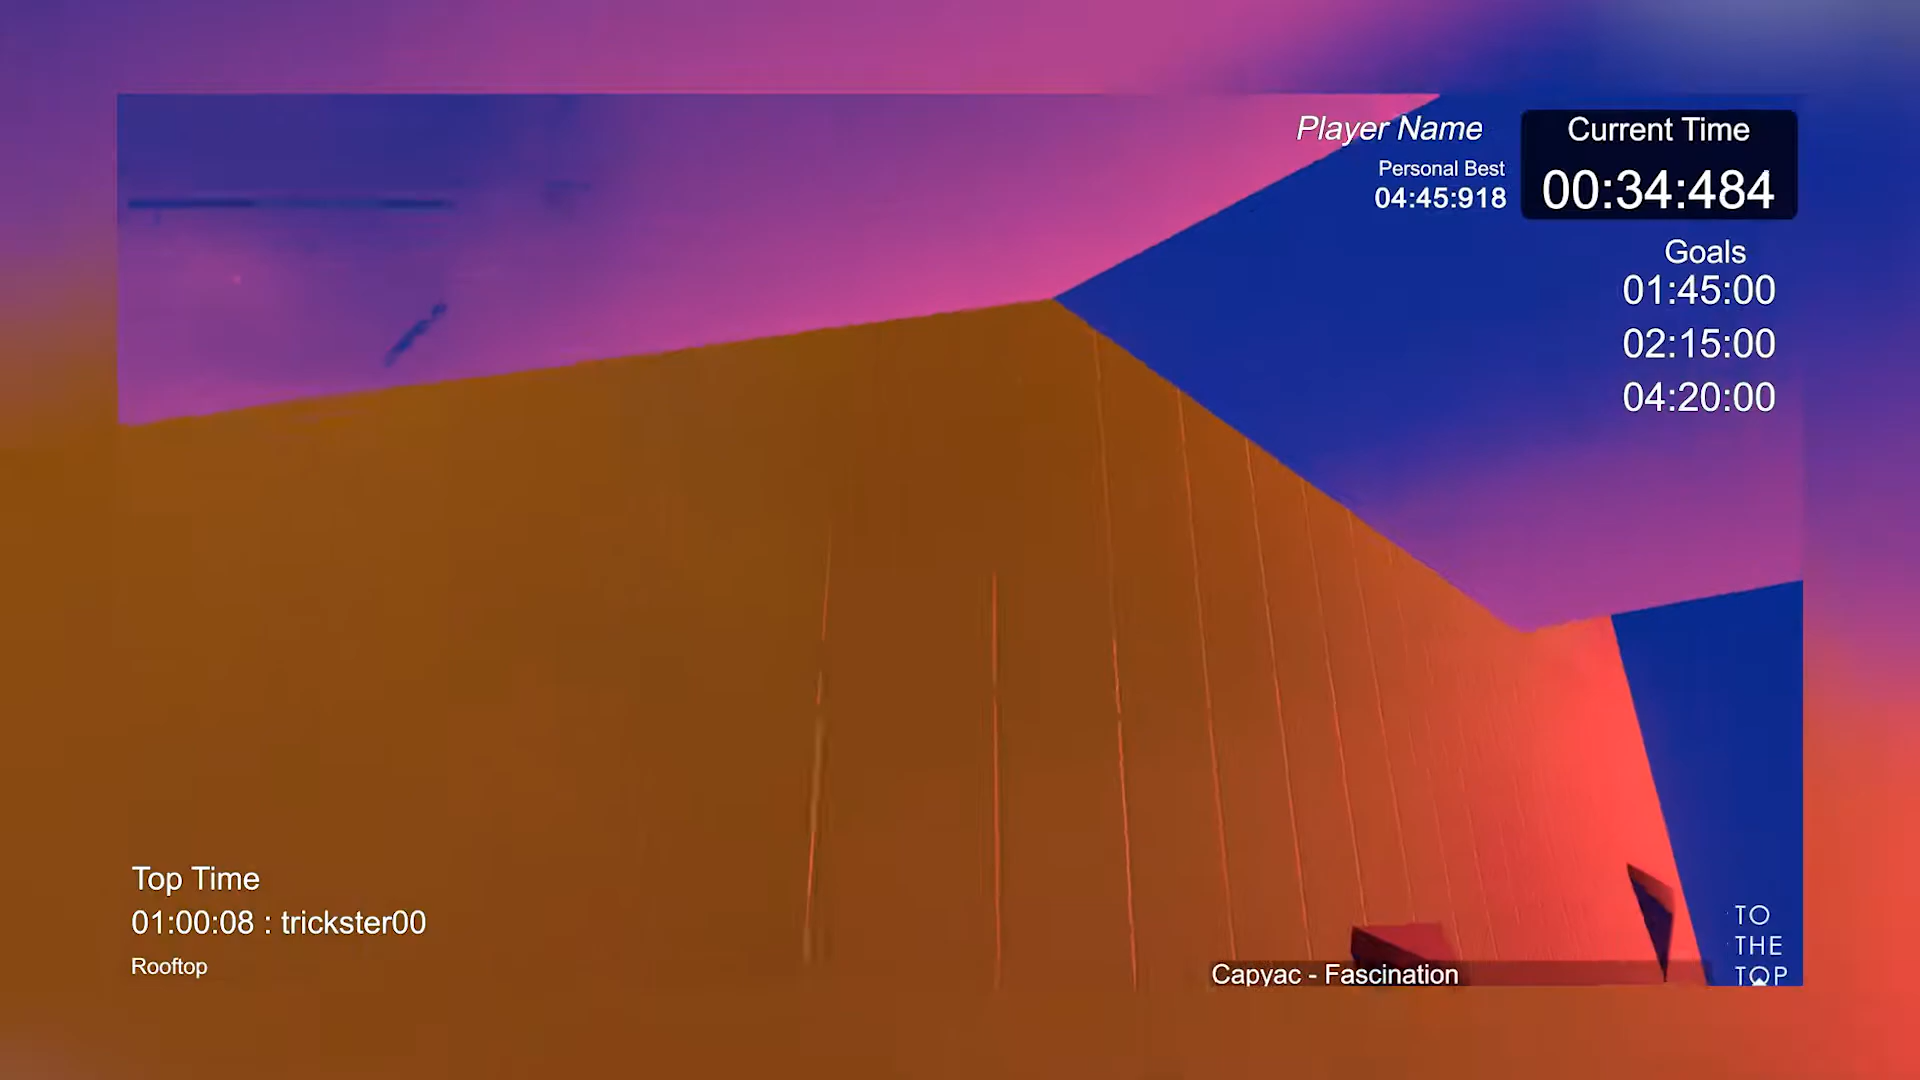 Player Name
Personal Best
04:45:918
Current Time
00:34:484
Goals
01:45:00
02:15:00
04:20:00
Top Time
01:00:08 : trickster00
Rooftop
Capyac - Fascination
TO
THE
TOP